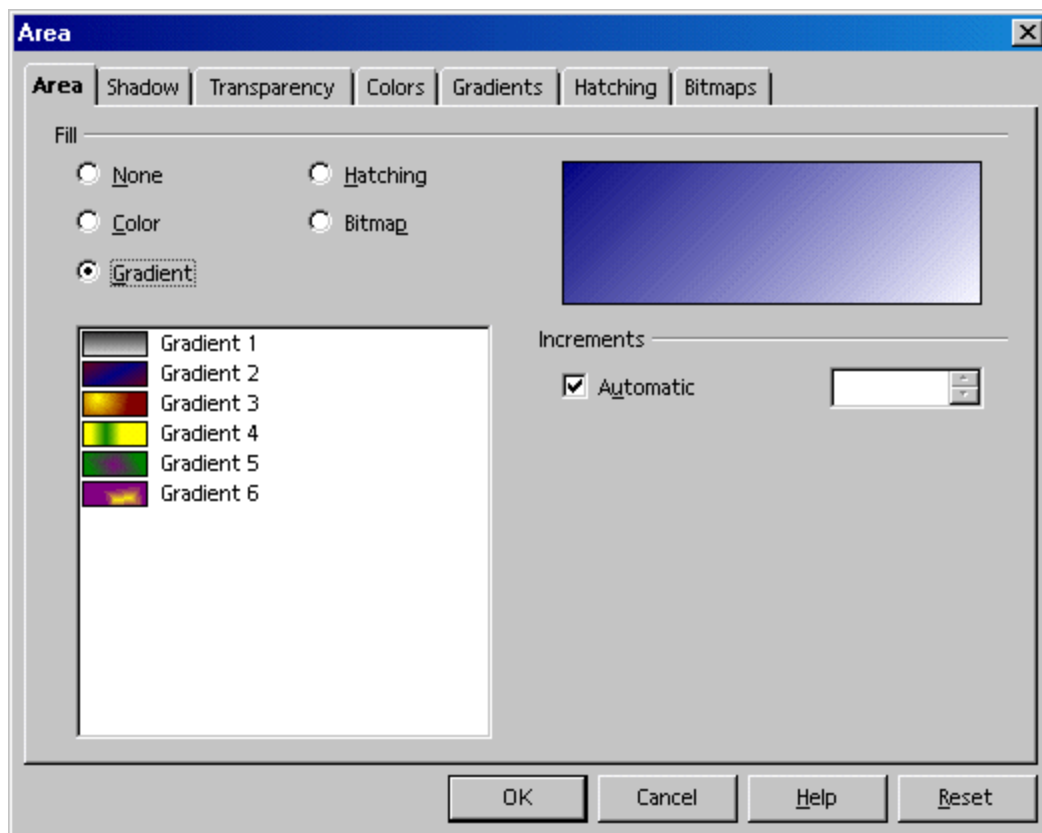 Area
Area Shadow Transparency Colors Gradients Hatching Bitmaps
Fill
None Hatching
Color Bitmap
Gradient
Gradient 1
Gradient 2
Gradient 3
Gradient 4
Gradient 5
Gradient 6
Increments
Automatic
OK Cancel Help Reset